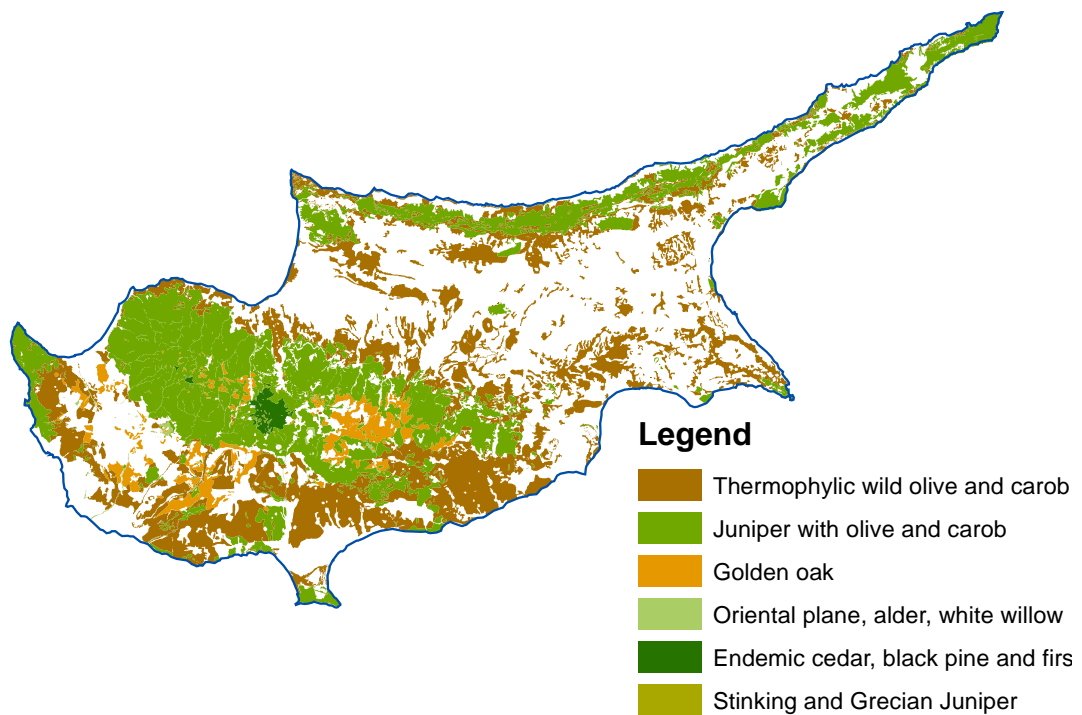 Legend
Thermophylic wild olive and carob
Juniper with olive and carob
Golden oak
Oriental plane, alder, white willow
Endemic cedar, black pine and firs
Stinking and Grecian Juniper